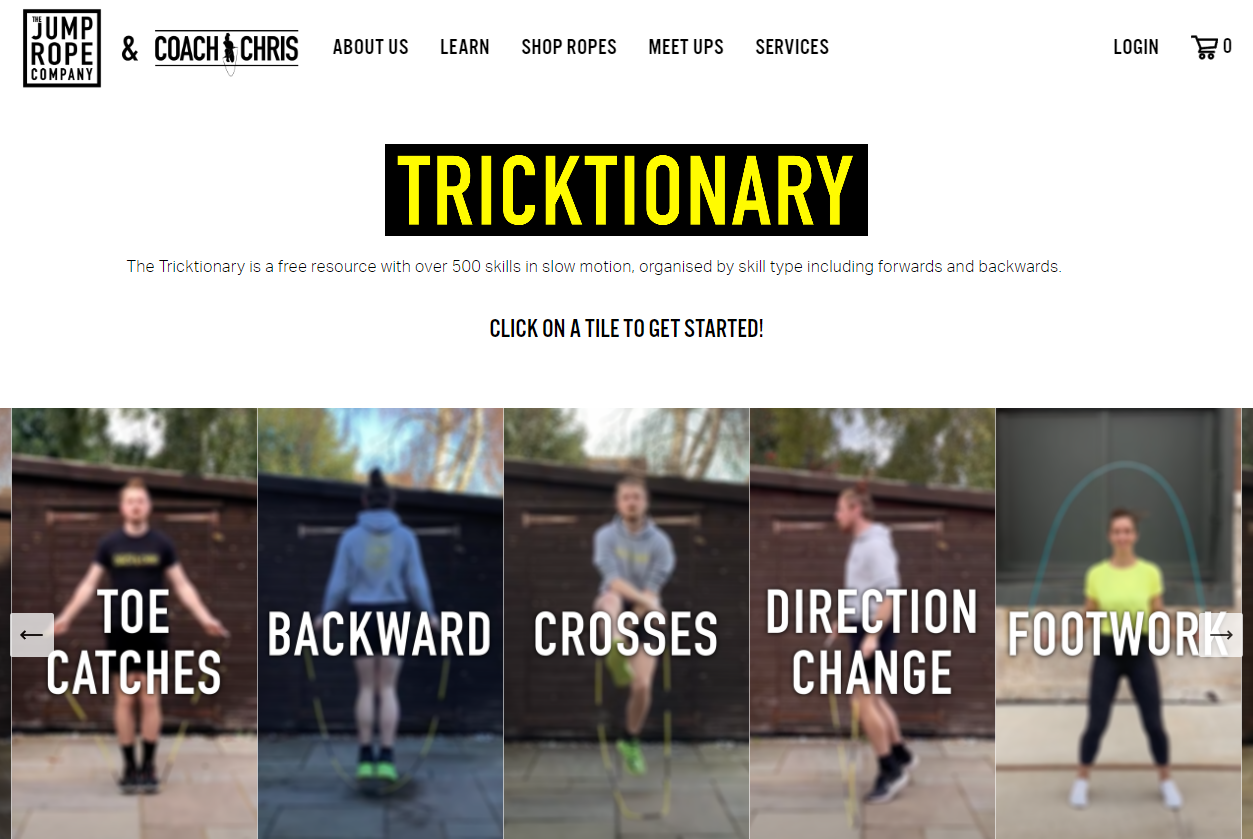 THE
JUMP
ROPE
COMPANY
&
COACH CHRIS
ABOUT US
LEARN
SHOP ROPES
MEET UPS
SERVICES
LOGIN
0
TRICKTIONARY
The Tricktionary is a free resource with over 500 skills in slow motion, organised by skill type including forwards and backwards.
CLICK ON A TILE TO GET STARTED!
TOE
CATCHES
BACKWARD
CROSSES
DIRECTION
CHANGE
FOOTWORK